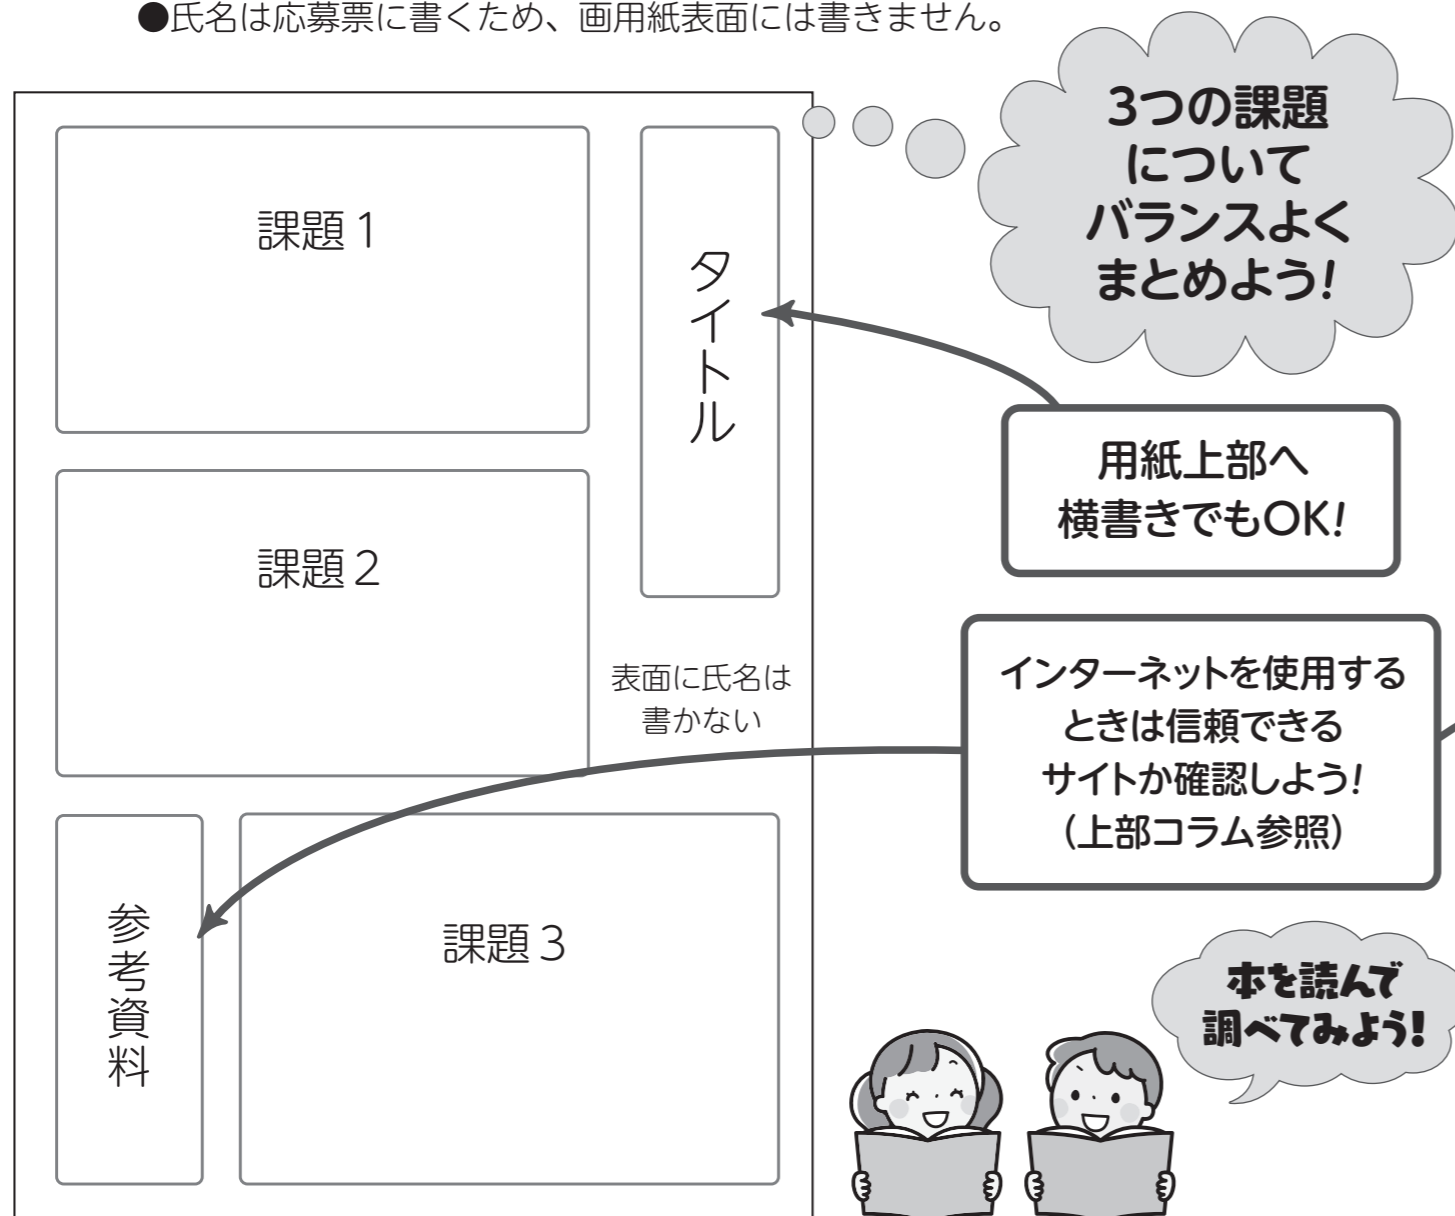 ●氏名は応募票に書くため、画用紙表面には書きません。
3つの課題
について
バランスよく
まとめよう!
課題1
タイトル
用紙上部へ
横書きでもOK!
課題2
表面に氏名は
書かない
インターネットを使用する
ときは信頼できる
サイトか確認しよう!
(上部コラム参照)
参考資料
課題3
本を読んで
調べてみよう!